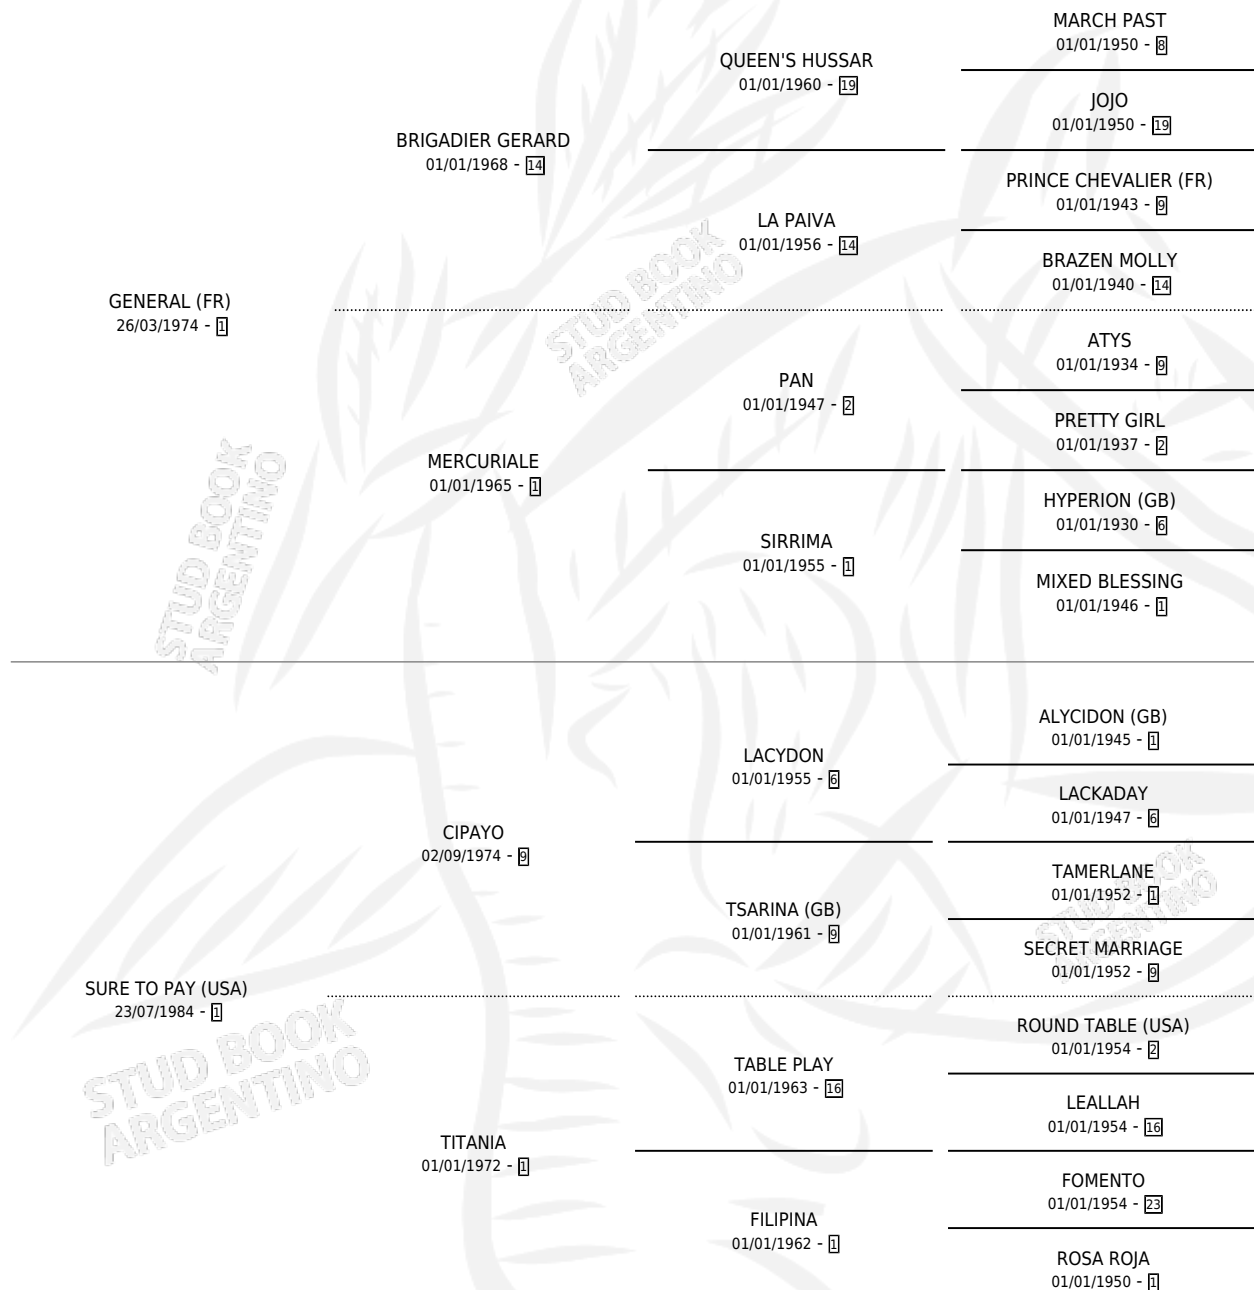 MARCH PAST
01/01/1950 - 8
QUEEN'S HUSSAR
01/01/1960 - 19
JOJO
01/01/1950 - 19
BRIGADIER GERARD
01/01/1968 - 14
PRINCE CHEVALIER (FR)
01/01/1943 - 9
LA PAIVA
01/01/1956 - 14
BRAZEN MOLLY
01/01/1940 - 14
GENERAL (FR)
26/03/1974 - 1
ATYS
01/01/1934 - 9
PAN
01/01/1947 - 2
PRETTY GIRL
01/01/1937 - 2
MERCURIALE
01/01/1965 - 1
HYPERION (GB)
01/01/1930 - 6
SIRRIMA
01/01/1955 - 1
MIXED BLESSING
01/01/1946 - 1
ALYCIDON (GB)
01/01/1945 - 1
LACYDON
01/01/1955 - 6
LACKADAY
01/01/1947 - 6
CIPAYO
02/09/1974 - 9
TAMERLANE
01/01/1952 - 1
TSARINA (GB)
01/01/1961 - 9
SECRET MARRIAGE
01/01/1952 - 9
SURE TO PAY (USA)
23/07/1984 - 1
ROUND TABLE (USA)
01/01/1954 - 2
TABLE PLAY
01/01/1963 - 16
LEALLAH
01/01/1954 - 16
TITANIA
01/01/1972 - 1
FOMENTO
01/01/1954 - 23
FILIPINA
01/01/1962 - 1
ROSA ROJA
01/01/1950 - 1
STUD BOOK
ARGENTINO
STUD BOOK
ARGENTINO
STUD BOOK
ARGENTINO
STUD BOOK
ARGENTINO